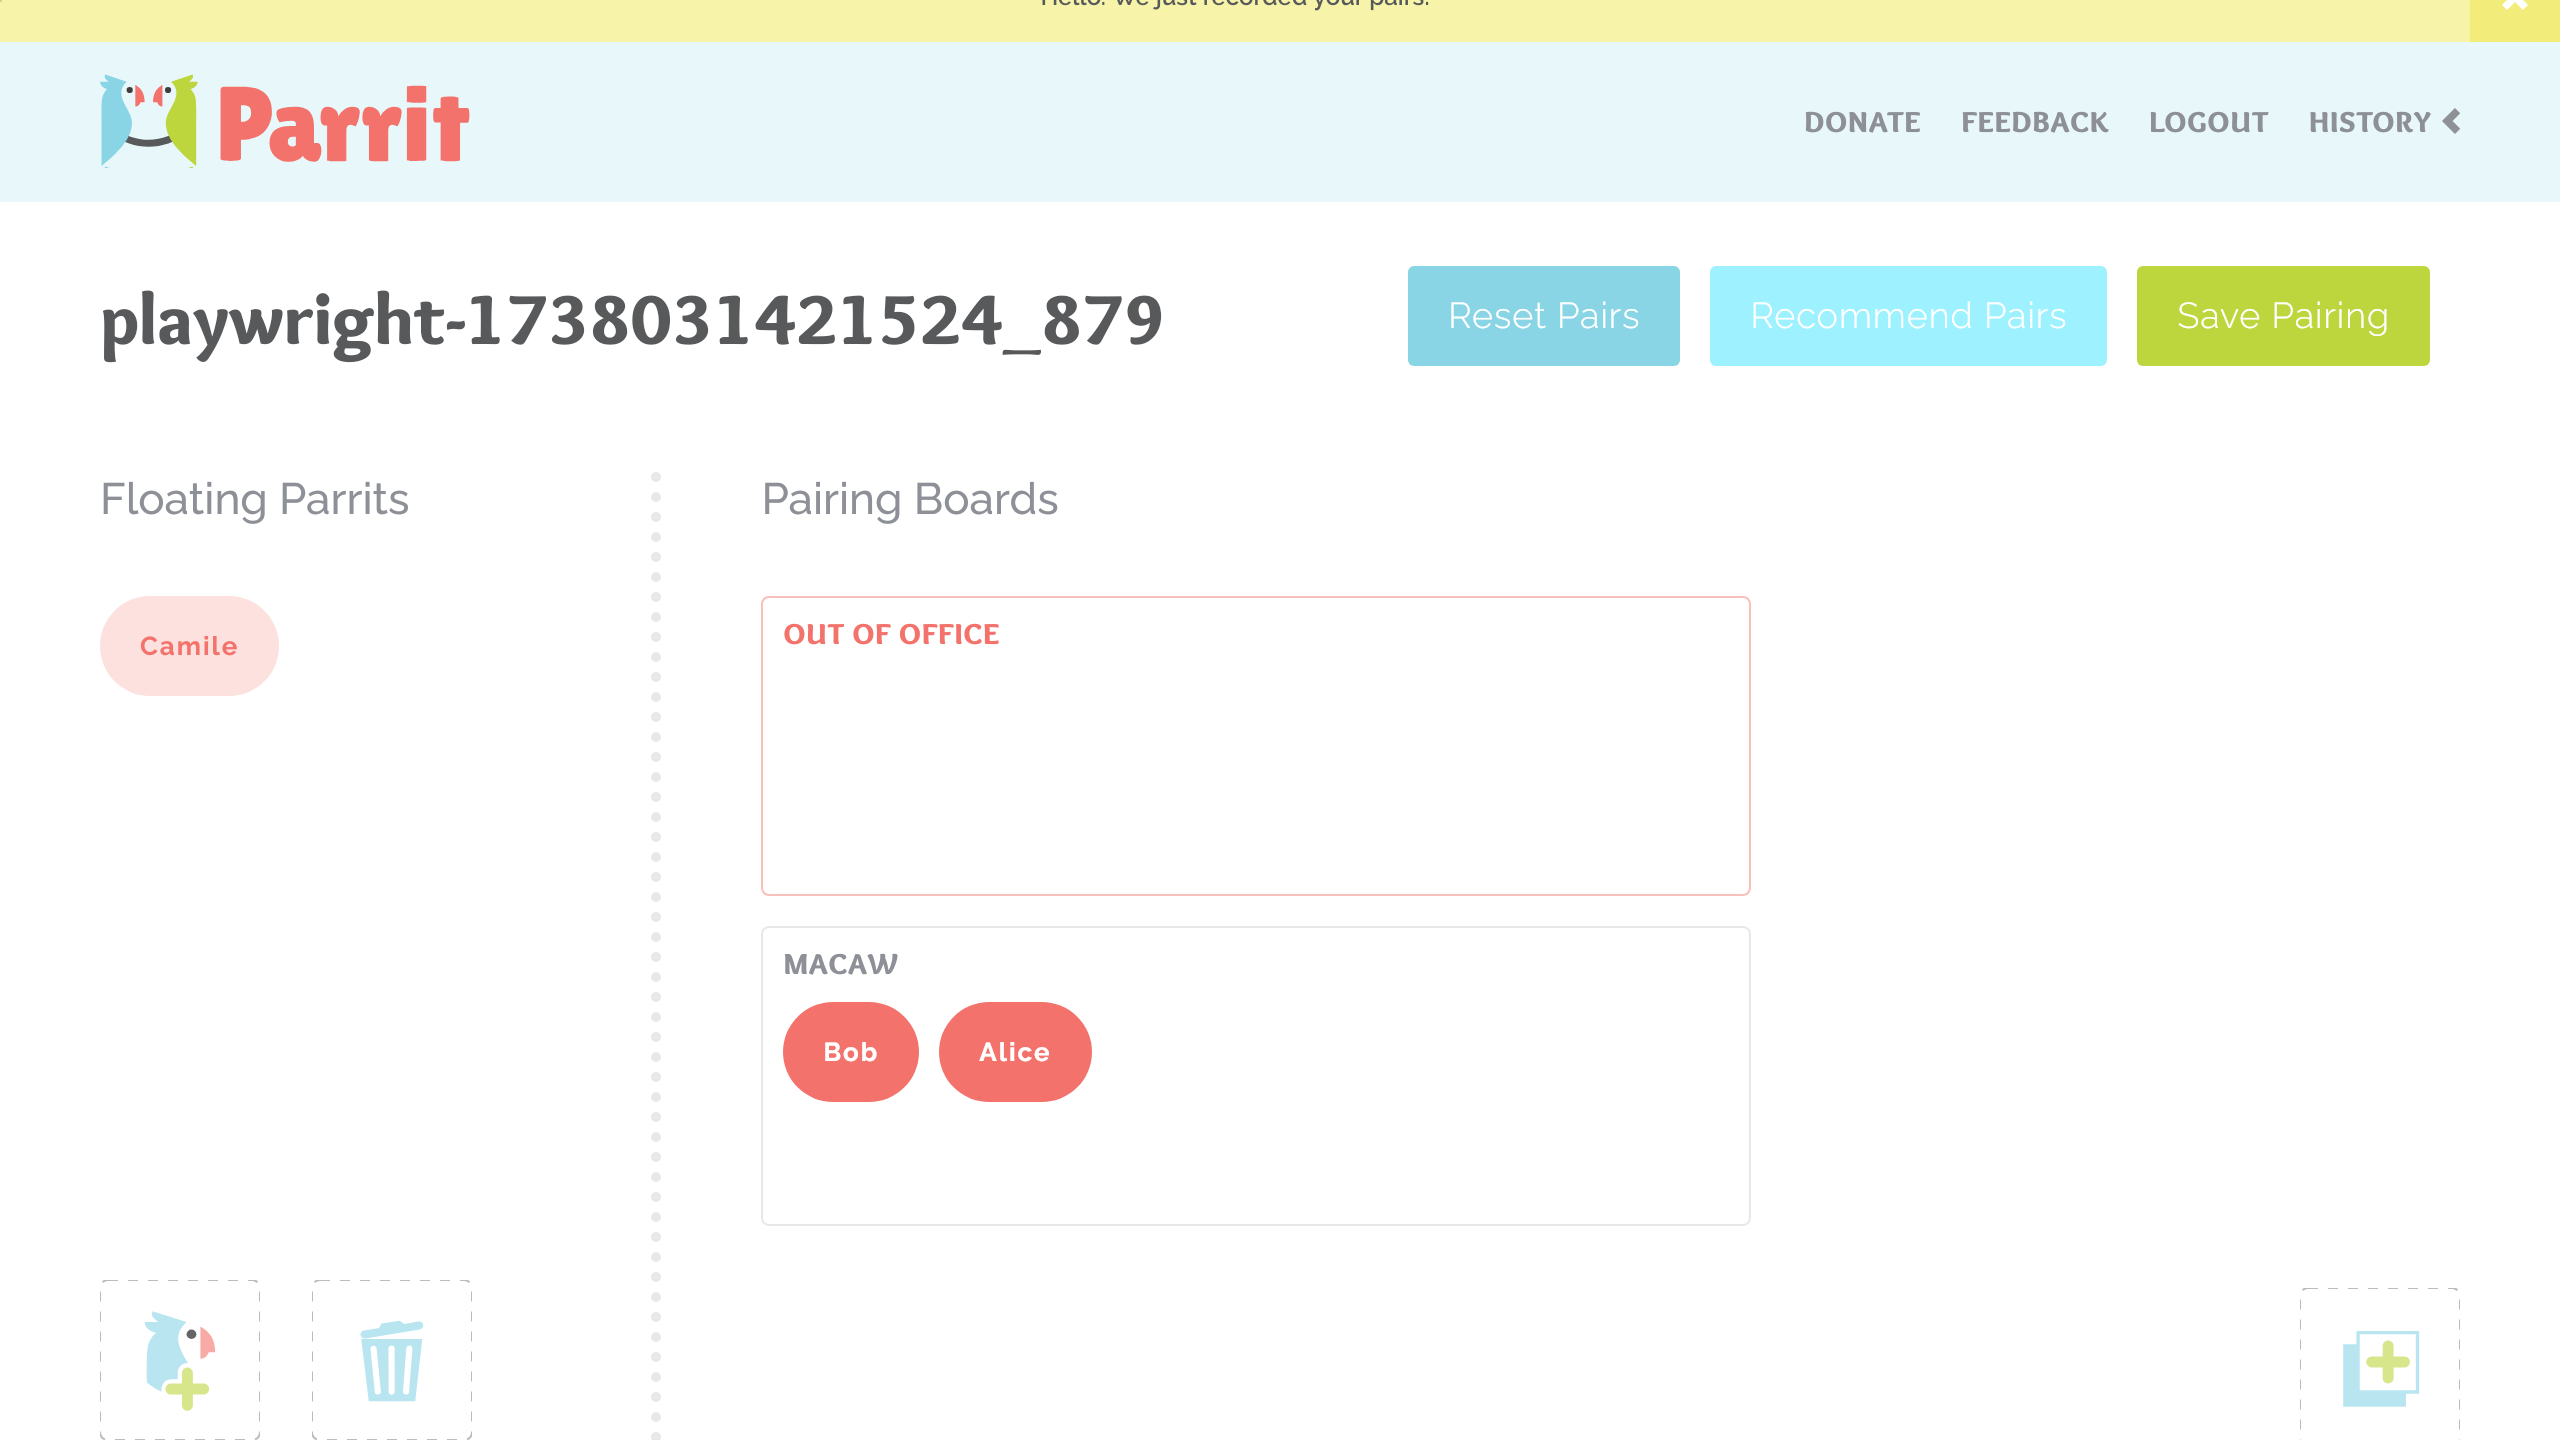 Hello! We just recorded your pairs.
Parrit
DONATE FEEDBACK LOGOUT HISTORY
playwright-1738031421524_879
Reset Pairs Recommend Pairs Save Pairing
Floating Parrits
Pairing Boards
Camile
OUT OF OFFICE
MACAW
Bob Alice